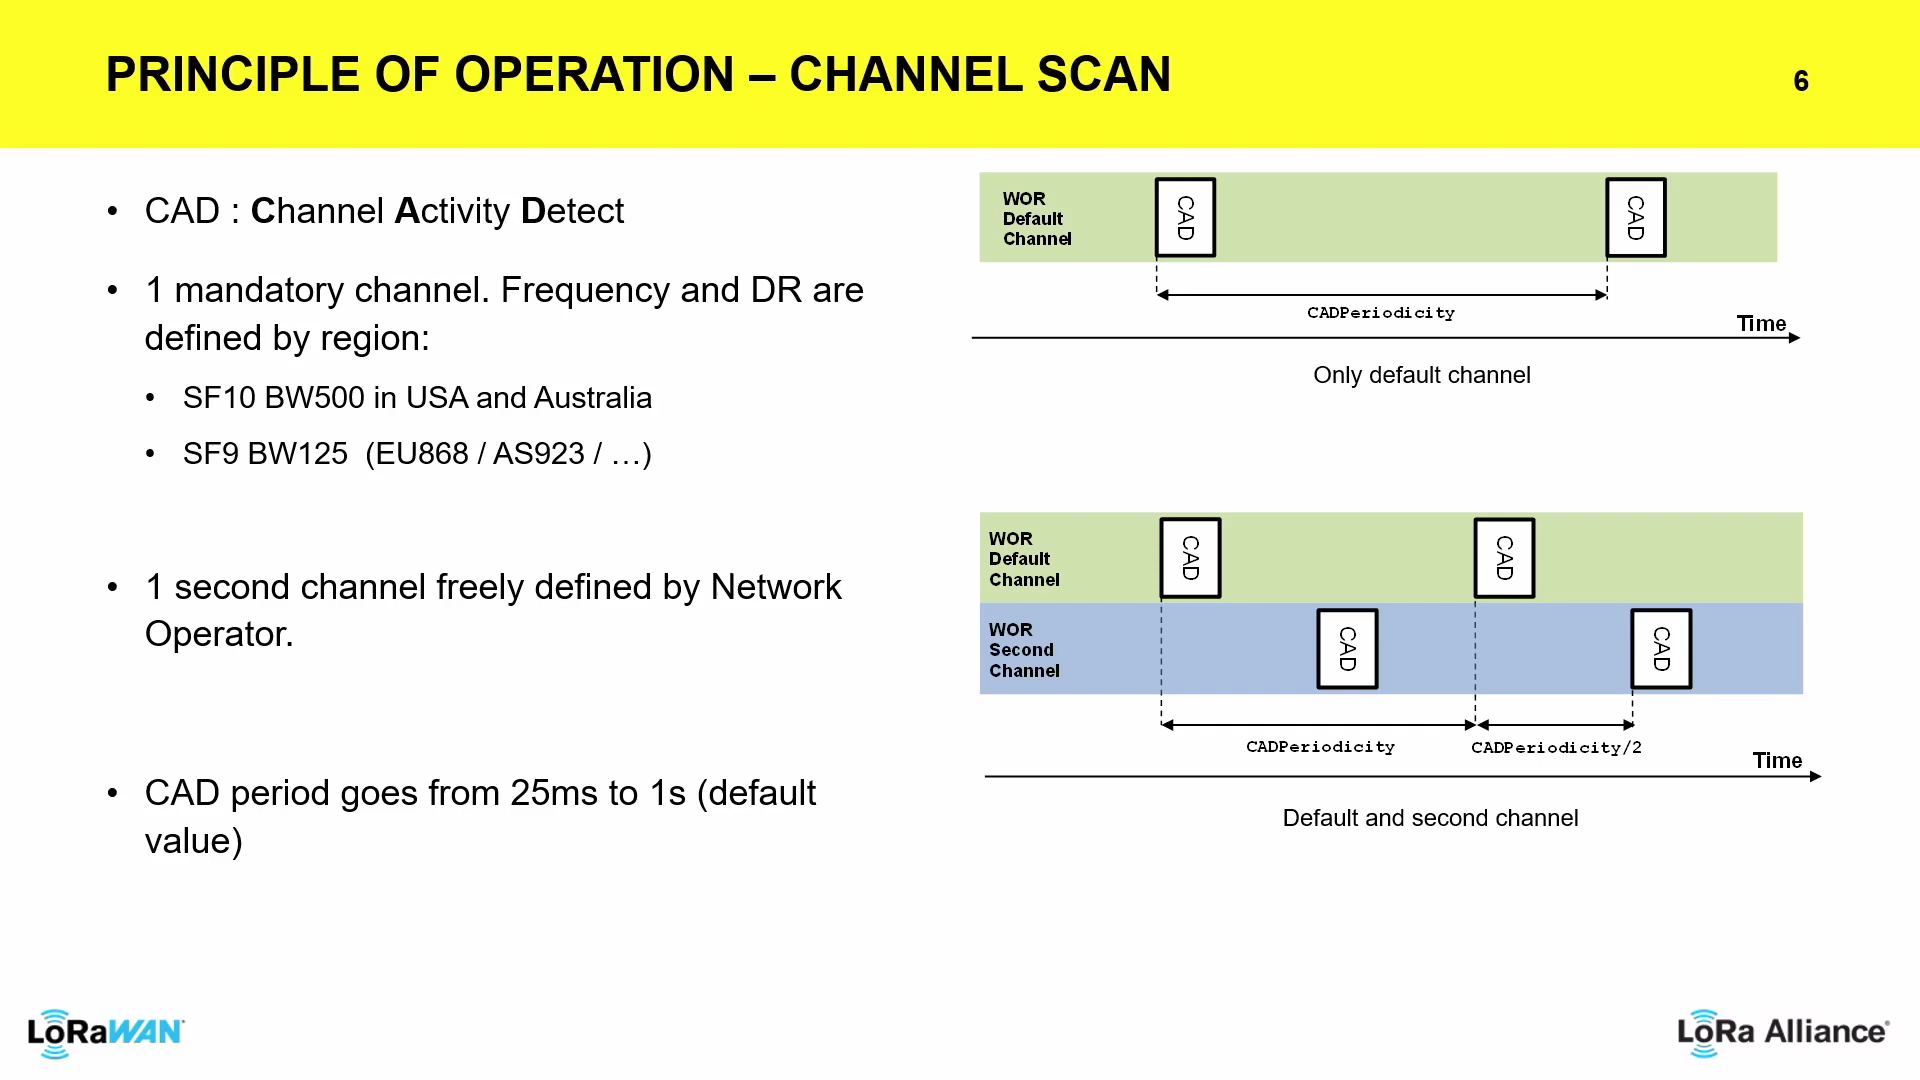 PRINCIPLE OF OPERATION – CHANNEL SCAN
6
• CAD : Channel Activity Detect
• 1 mandatory channel. Frequency and DR are
defined by region:
• SF10 BW500 in USA and Australia
• SF9 BW125 (EU868 / AS923 / …)
• 1 second channel freely defined by Network
Operator.
• CAD period goes from 25ms to 1s (default
value)
WOR
Default
Channel
CAD
CAD
CADPeriodicity
Time
Only default channel
WOR
Default
Channel
CAD
CAD
WOR
Second
Channel
CAD
CAD
CADPeriodicity
CADPeriodicity/2
Time
Default and second channel
LoRaWAN
LoRa Alliance®